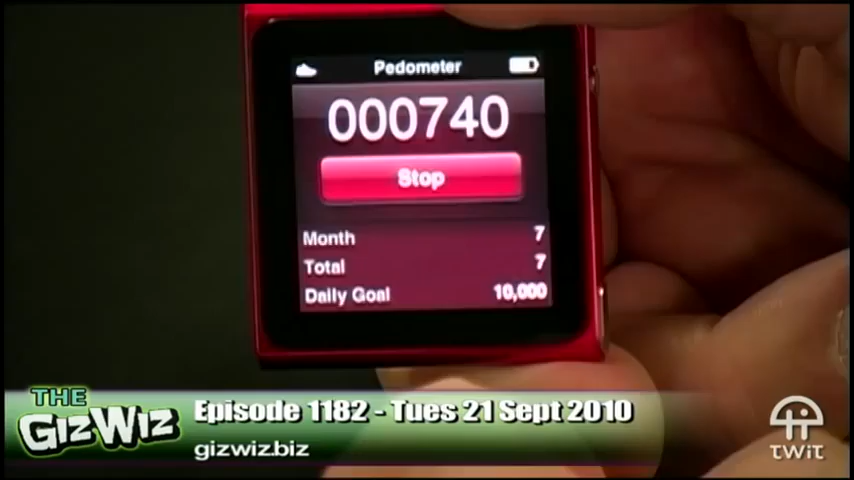 Pedometer
000740
Stop
Month 7
Total 7
Daily Goal 10,000
THE
GIZWIZ
Episode 1182 - Tues 21 Sept 2010
gizwiz.biz
TWiT